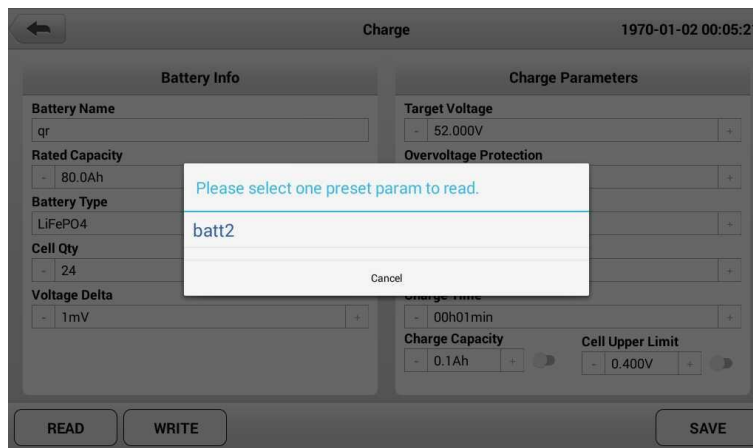 Charge
1970-01-02 00:05:2
Battery Info
Battery Name
qr
Rated Capacity
- 80.0Ah
Battery Type
LiFePO4
Cell Qty
- 24
Voltage Delta
- 1mV +
Charge Parameters
Target Voltage
- 52.000V +
Overvoltage Protection
+
+
+
Charge Time
- 00h01min +
Charge Capacity
- 0.1Ah +
Cell Upper Limit
- 0.400V +
Please select one preset param to read.
batt2
Cancel
READ
WRITE
SAVE